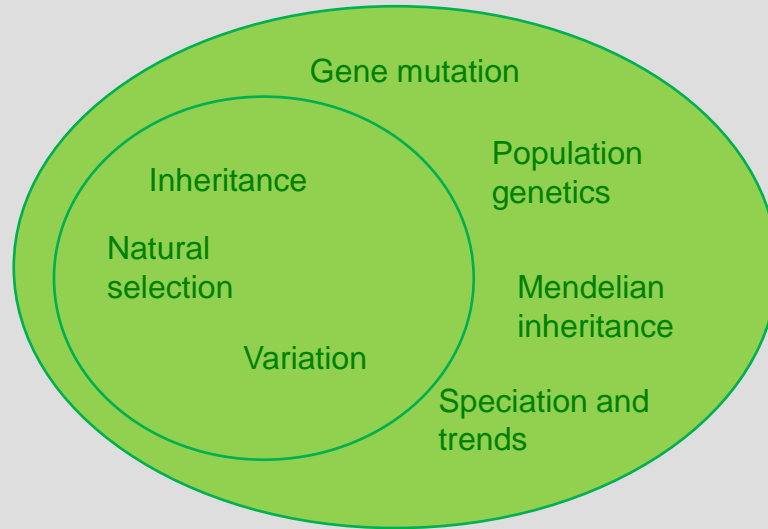 Gene mutation
Population
genetics
Inheritance
Natural
selection
Mendelian
inheritance
Variation
Speciation and
trends